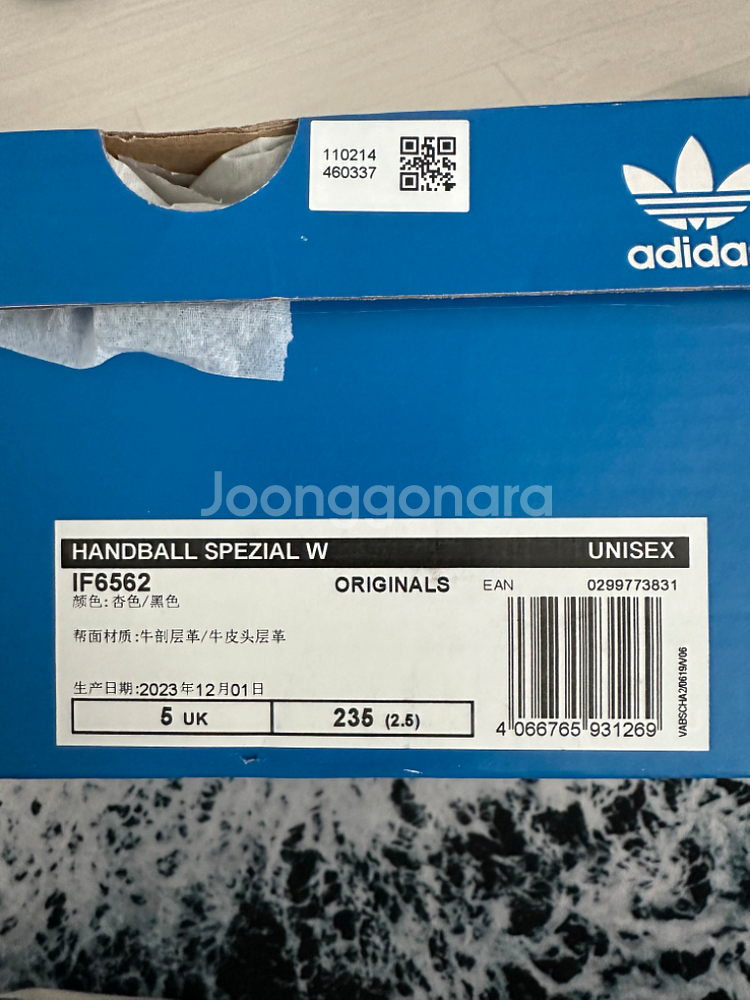 110214
460337
adidas
Joonggonara
HANDBALL SPEZIAL W UNISEX
IF6562 ORIGINALS EAN 0299773831
颜色:杏色/黑色
帮面材质:牛剖层革/牛皮头层革
生产日期:2023年12月01日
5 UK 235 (2.5)
4 066765 931269
VABSCHA2/0619/V06